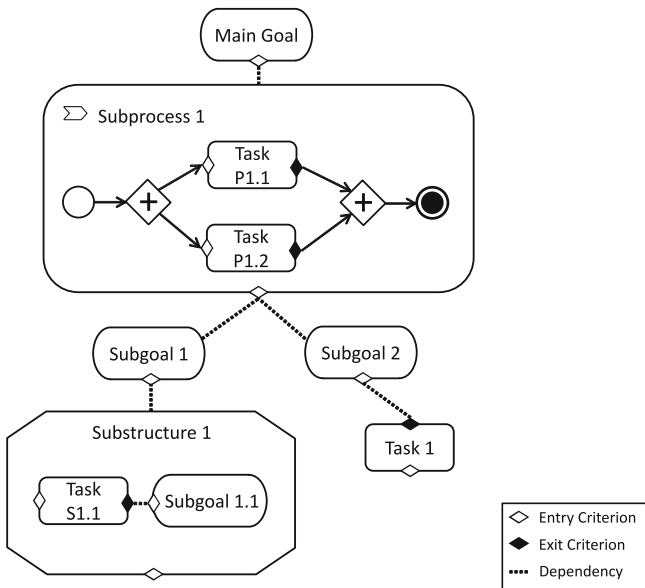 Main Goal
Subprocess 1
Task
P1.1
Task
P1.2
Subgoal 1
Subgoal 2
Substructure 1
Task 1
Task
S1.1
Subgoal 1.1
Entry Criterion
Exit Criterion
Dependency